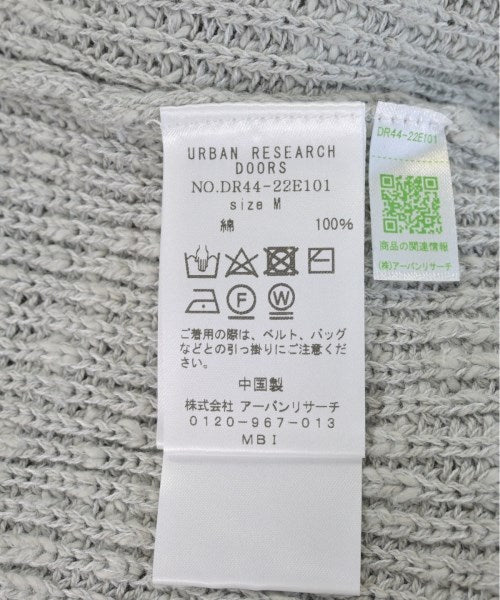 URBAN RESEARCH
DOORS
NO.DR44-22E101
size M
綿 100%
F W
ご着用の際は、ベルト、バッグ
などとの引っ掛りにご注意くだ
さい。
中国製
株式会社 アーバンリサーチ
0120-967-013
MBI
DR44-22E101
商品の関連情報
(株)アーバンリサーチ